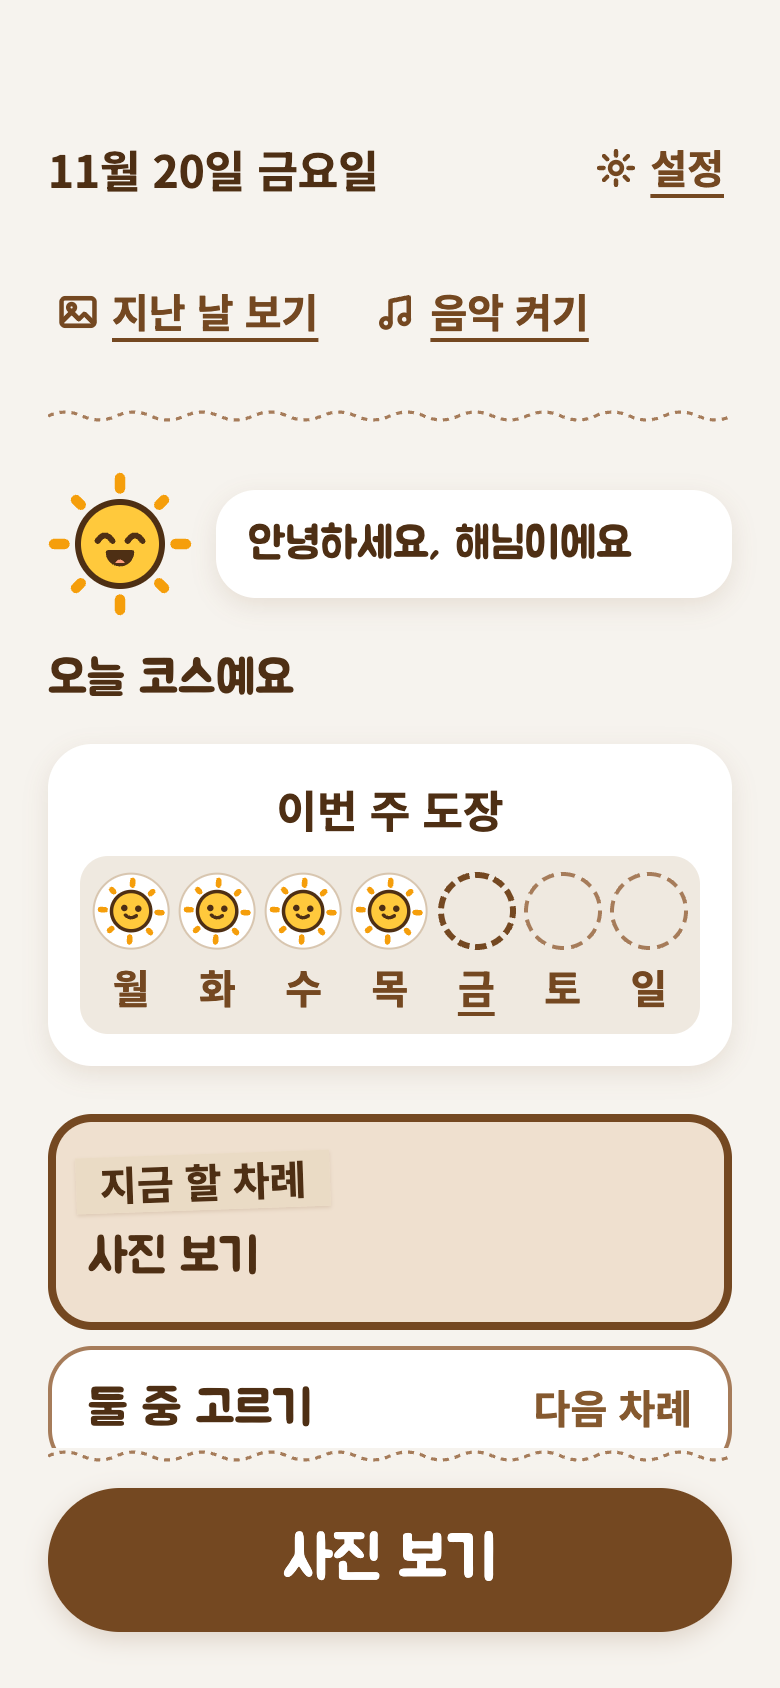 11월 20일 금요일
설정
지난 날 보기
음악 켜기
안녕하세요, 해님이에요
오늘 코스예요
이번 주 도장
월 화 수 목 금 토 일
지금 할 차례
사진 보기
둘 중 고르기
다음 차례
사진 보기